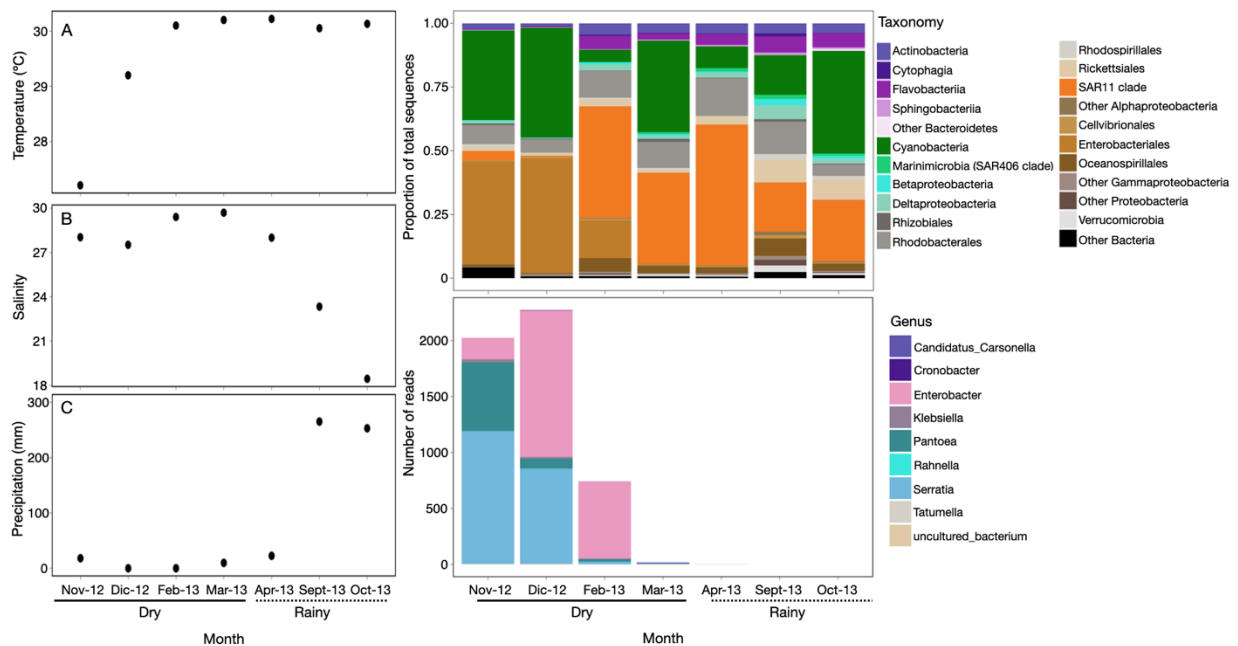 A
Temperature (°C)
30
29
28
B
Salinity
30
27
24
21
18
C
Precipitation (mm)
300
200
100
0
Nov-12 Dic-12 Feb-13 Mar-13 Apr-13 Sept-13 Oct-13
Dry Rainy
Month
Proportion of total sequences
1.00
0.75
0.50
0.25
0
Taxonomy
Actinobacteria
Cytophagia
Flavobacteriia
Sphingobacteriia
Other Bacteroidetes
Cyanobacteria
Marinimicrobia (SAR406 clade)
Betaproteobacteria
Deltaproteobacteria
Rhizobiales
Rhodobacterales
Rhodospirillales
Rickettsiales
SAR11 clade
Other Alphaproteobacteria
Cellvibrionales
Enterobacteriales
Oceanospirillales
Other Gammaproteobacteria
Other Proteobacteria
Verrucomicrobia
Other Bacteria
Number of reads
2000
1500
1000
500
0
Nov-12 Dic-12 Feb-13 Mar-13 Apr-13 Sept-13 Oct-13
Dry Rainy
Month
Genus
Candidatus_Carsonella
Cronobacter
Enterobacter
Klebsiella
Pantoea
Rahnella
Serratia
Tatumella
uncultured_bacterium